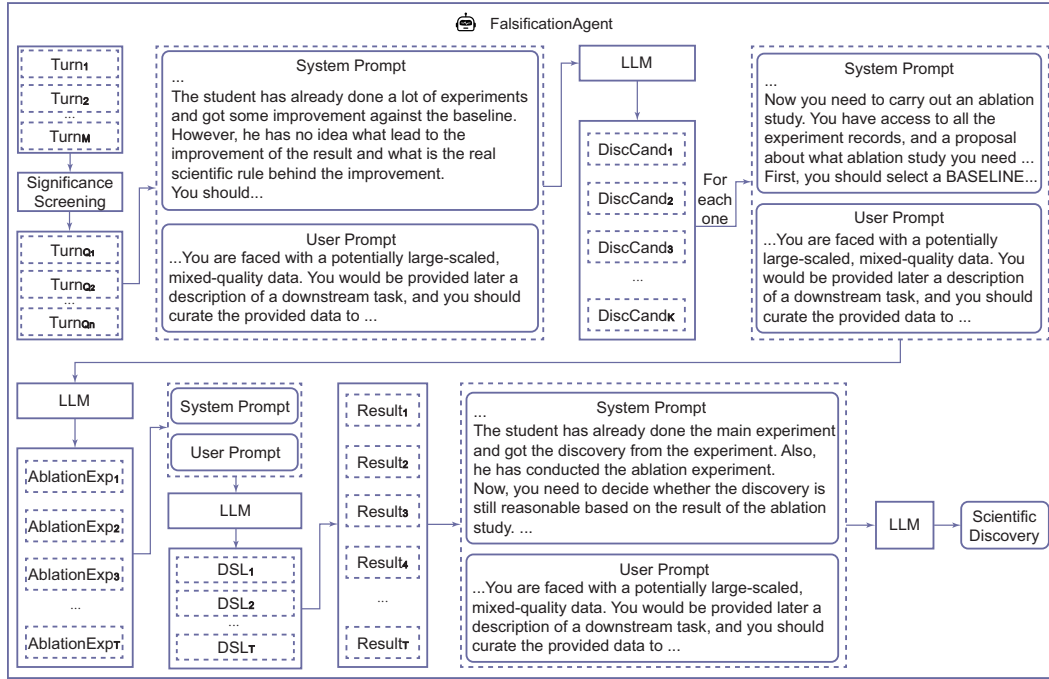 FalsificationAgent
Turn1
Turn2
...
TurnM
Significance
Screening
TurnQ1
TurnQ2
...
TurnQn
System Prompt
...
The student has already done a lot of experiments
and got some improvement against the baseline.
However, he has no idea what lead to the
improvement of the result and what is the real
scientific rule behind the improvement.
You should...
User Prompt
...You are faced with a potentially large-scaled,
mixed-quality data. You would be provided later a
description of a downstream task, and you should
curate the provided data to ...
LLM
DiscCand1
DiscCand2
DiscCand3
...
DiscCandK
For
each
one
System Prompt
...
Now you need to carry out an ablation
study. You have access to all the
experiment records, and a proposal
about what ablation study you need ...
First, you should select a BASELINE...
User Prompt
...You are faced with a potentially
large-scaled, mixed-quality data. You
would be provided later a description
of a downstream task, and you should
curate the provided data to ...
LLM
AblationExp1
AblationExp2
AblationExp3
...
AblationExpT
System Prompt
User Prompt
LLM
DSL1
DSL2
...
DSLT
Result1
Result2
Result3
Result4
...
ResultT
System Prompt
...
The student has already done the main experiment
and got the discovery from the experiment. Also,
he has conducted the ablation experiment.
Now, you need to decide whether the discovery is
still reasonable based on the result of the ablation
study. ...
User Prompt
...You are faced with a potentially large-scaled,
mixed-quality data. You would be provided later a
description of a downstream task, and you should
curate the provided data to ...
LLM
Scientific
Discovery